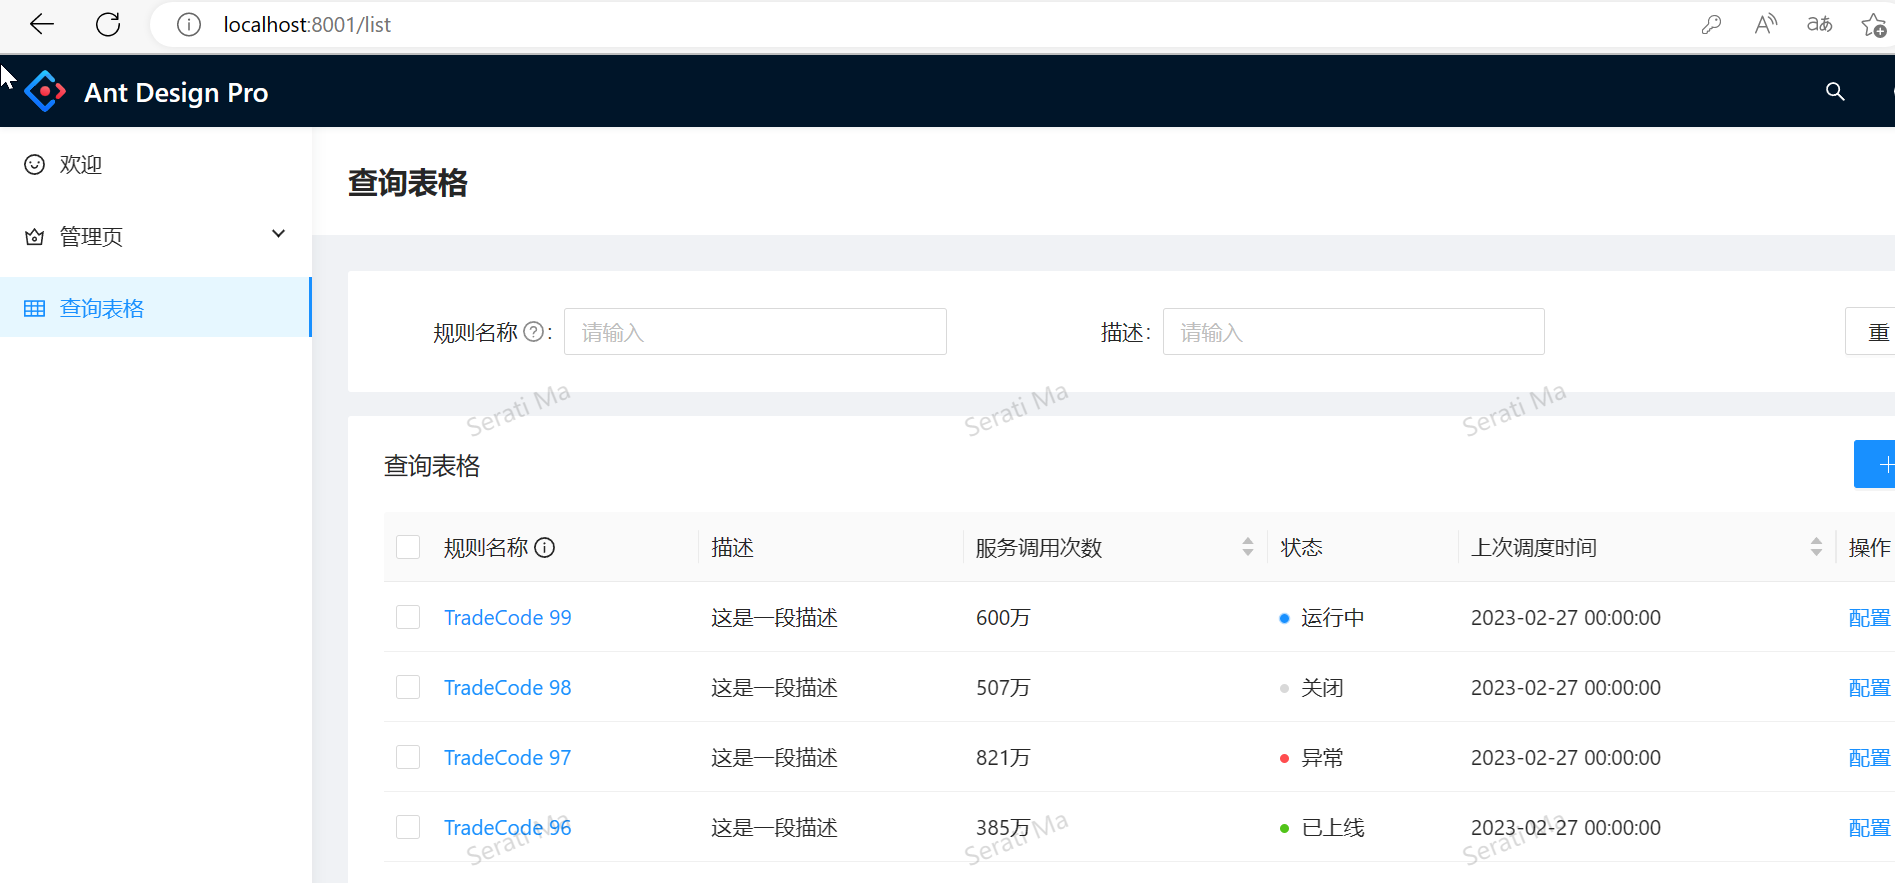 localhost:8001/list
Ant Design Pro
欢迎
管理页
查询表格
查询表格
规则名称 : 请输入
描述: 请输入
重
Serati Ma Serati Ma Serati Ma
查询表格
规则名称 描述 服务调用次数 状态 上次调度时间 操作
TradeCode 99 这是一段描述 600万 运行中 2023-02-27 00:00:00 配置
TradeCode 98 这是一段描述 507万 关闭 2023-02-27 00:00:00 配置
TradeCode 97 这是一段描述 821万 异常 2023-02-27 00:00:00 配置
TradeCode 96 这是一段描述 385万 已上线 2023-02-27 00:00:00 配置
Serati Ma Serati Ma Serati Ma